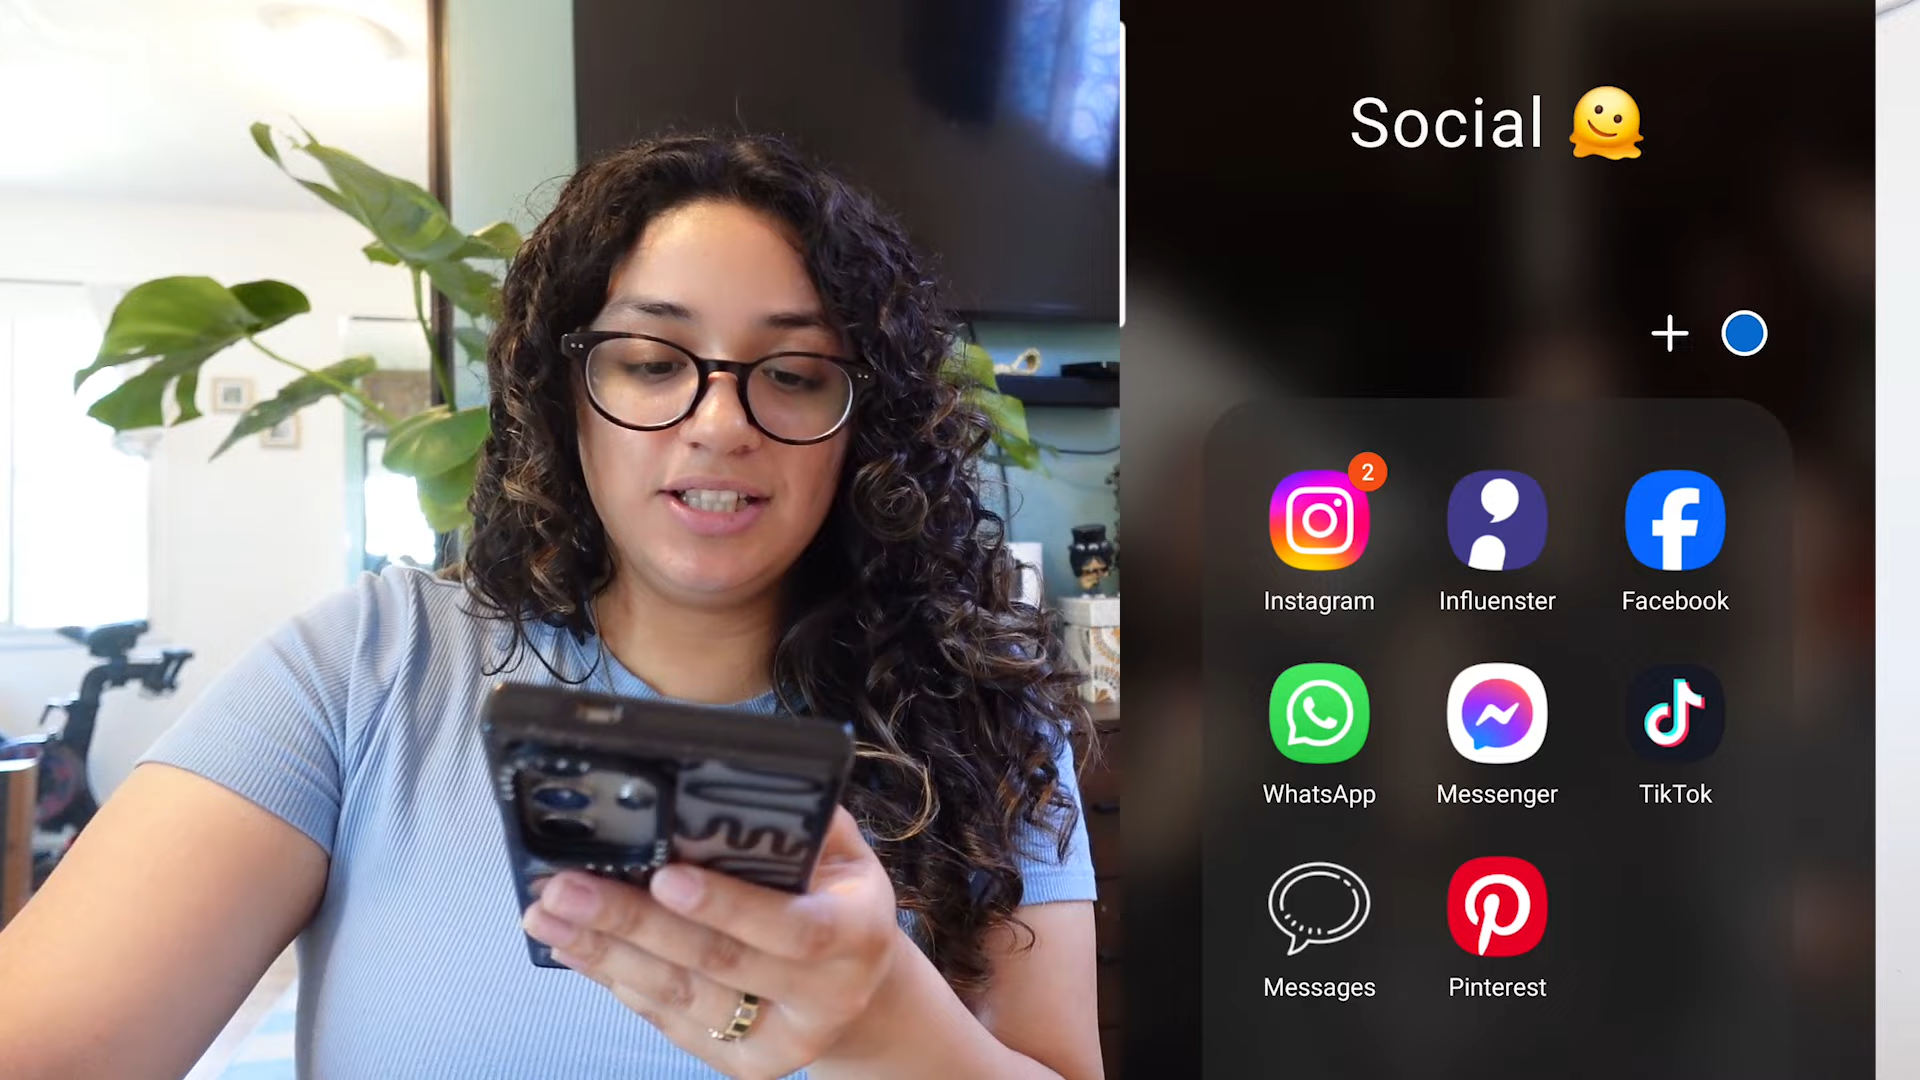 Social 🫠
2
Instagram Influenster Facebook
WhatsApp Messenger TikTok
Messages Pinterest